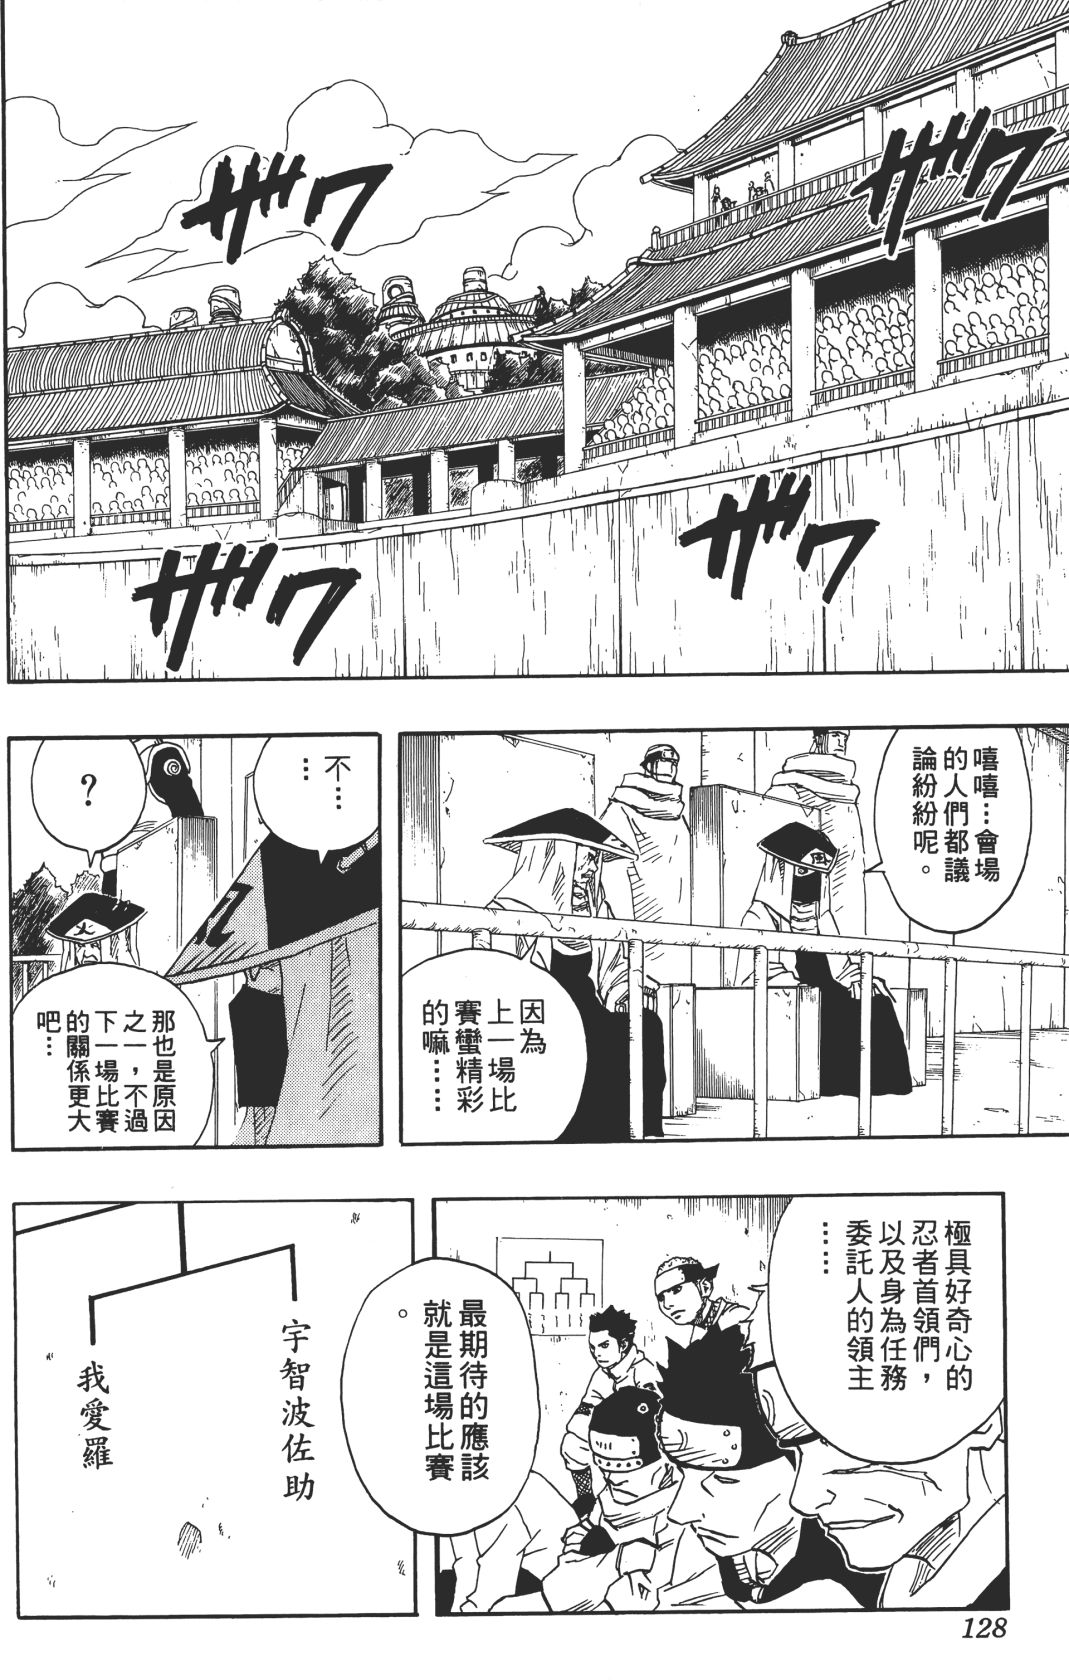 ザワ
ザワ
ザワ
ザワ
嘻嘻…會場
的人們都議
論紛紛呢。
風
因為
上一場比
賽蠻精彩
的嘛……
不…
…
？
火
那也是原因
之一，不過
下一場比賽
的關係更大
吧…
極具好奇心的
忍者首領們，
以及身為任務
委託人的領主
……
最期待的應該
就是這場比賽
。
宇智波佐助
我愛羅
128